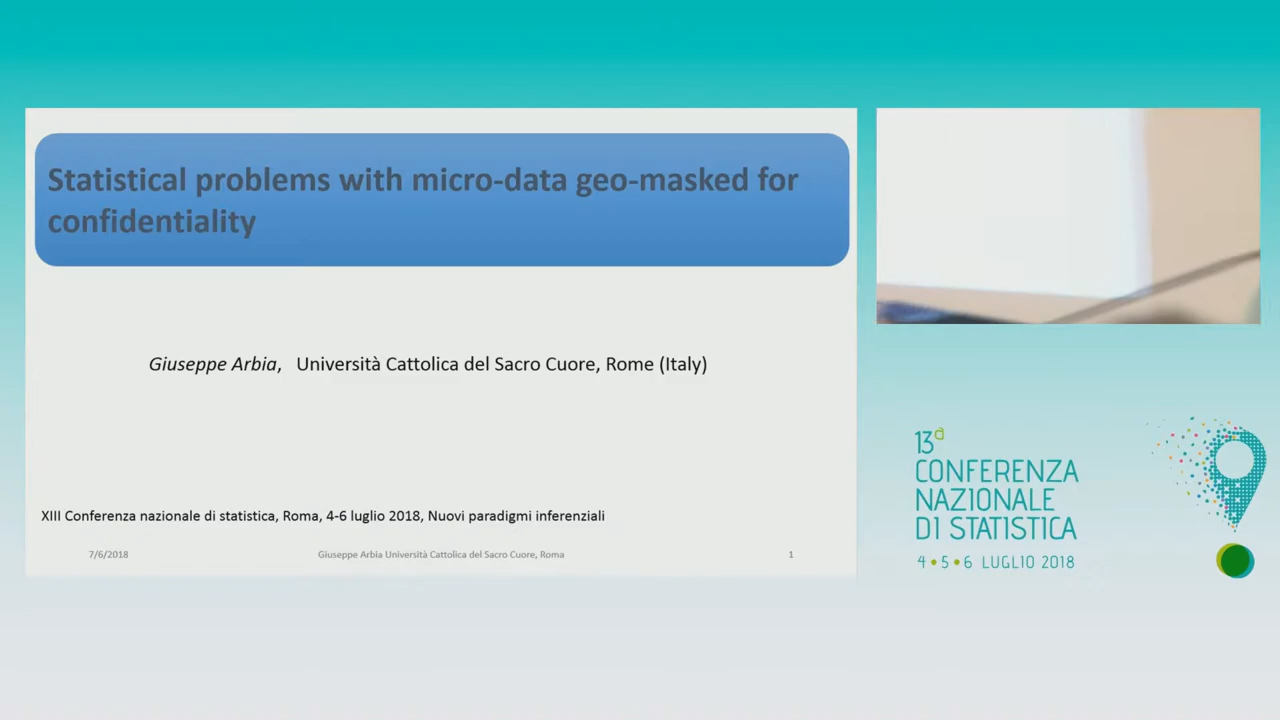 Statistical problems with micro-data geo-masked for
confidentiality
Giuseppe Arbia, Università Cattolica del Sacro Cuore, Rome (Italy)
XIII Conferenza nazionale di statistica, Roma, 4-6 luglio 2018, Nuovi paradigmi inferenziali
7/6/2018 Giuseppe Arbia Università Cattolica del Sacro Cuore, Roma 1
13a
CONFERENZA
NAZIONALE
DI STATISTICA
4 • 5 • 6 LUGLIO 2018